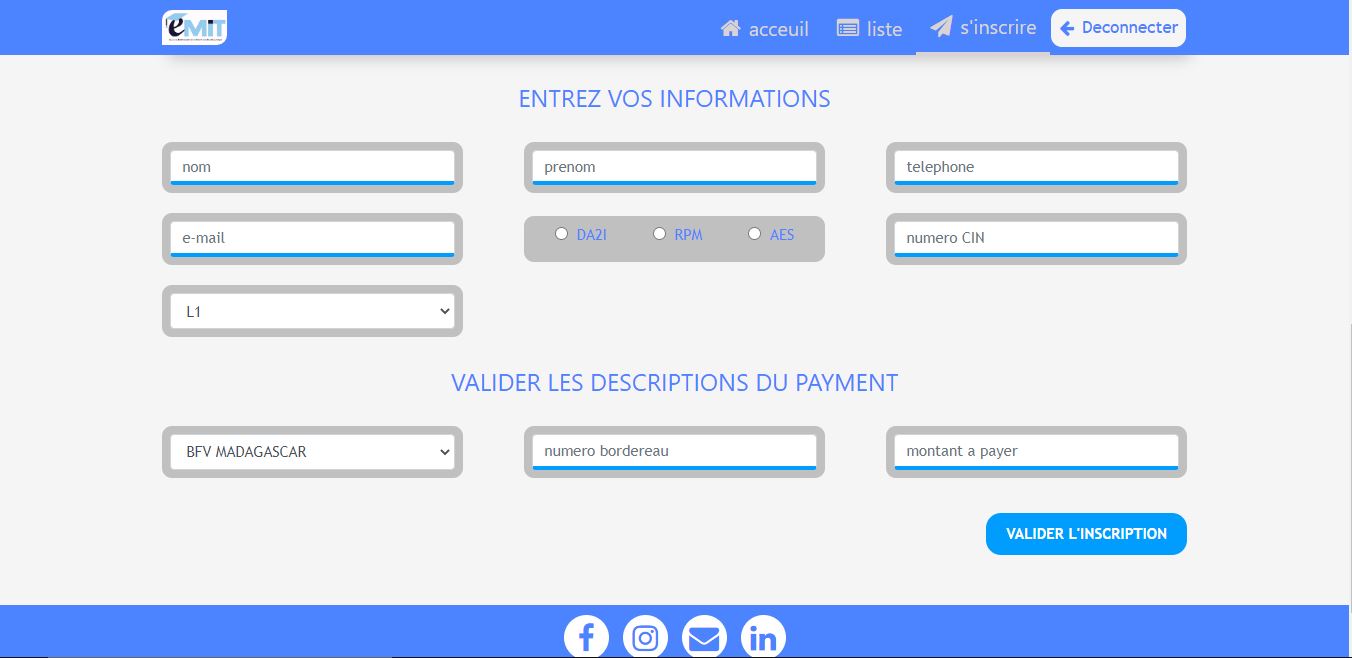 eMiT
acceuil
liste
s'inscrire
Deconnecter
ENTREZ VOS INFORMATIONS
nom
prenom
telephone
e-mail
DA2I
RPM
AES
numero CIN
L1
VALIDER LES DESCRIPTIONS DU PAYMENT
BFV MADAGASCAR
numero bordereau
montant a payer
VALIDER L'INSCRIPTION